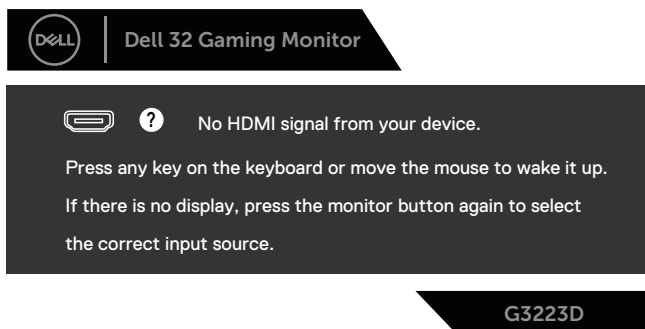 DELL
Dell 32 Gaming Monitor
? No HDMI signal from your device.
Press any key on the keyboard or move the mouse to wake it up.
If there is no display, press the monitor button again to select
the correct input source.
G3223D